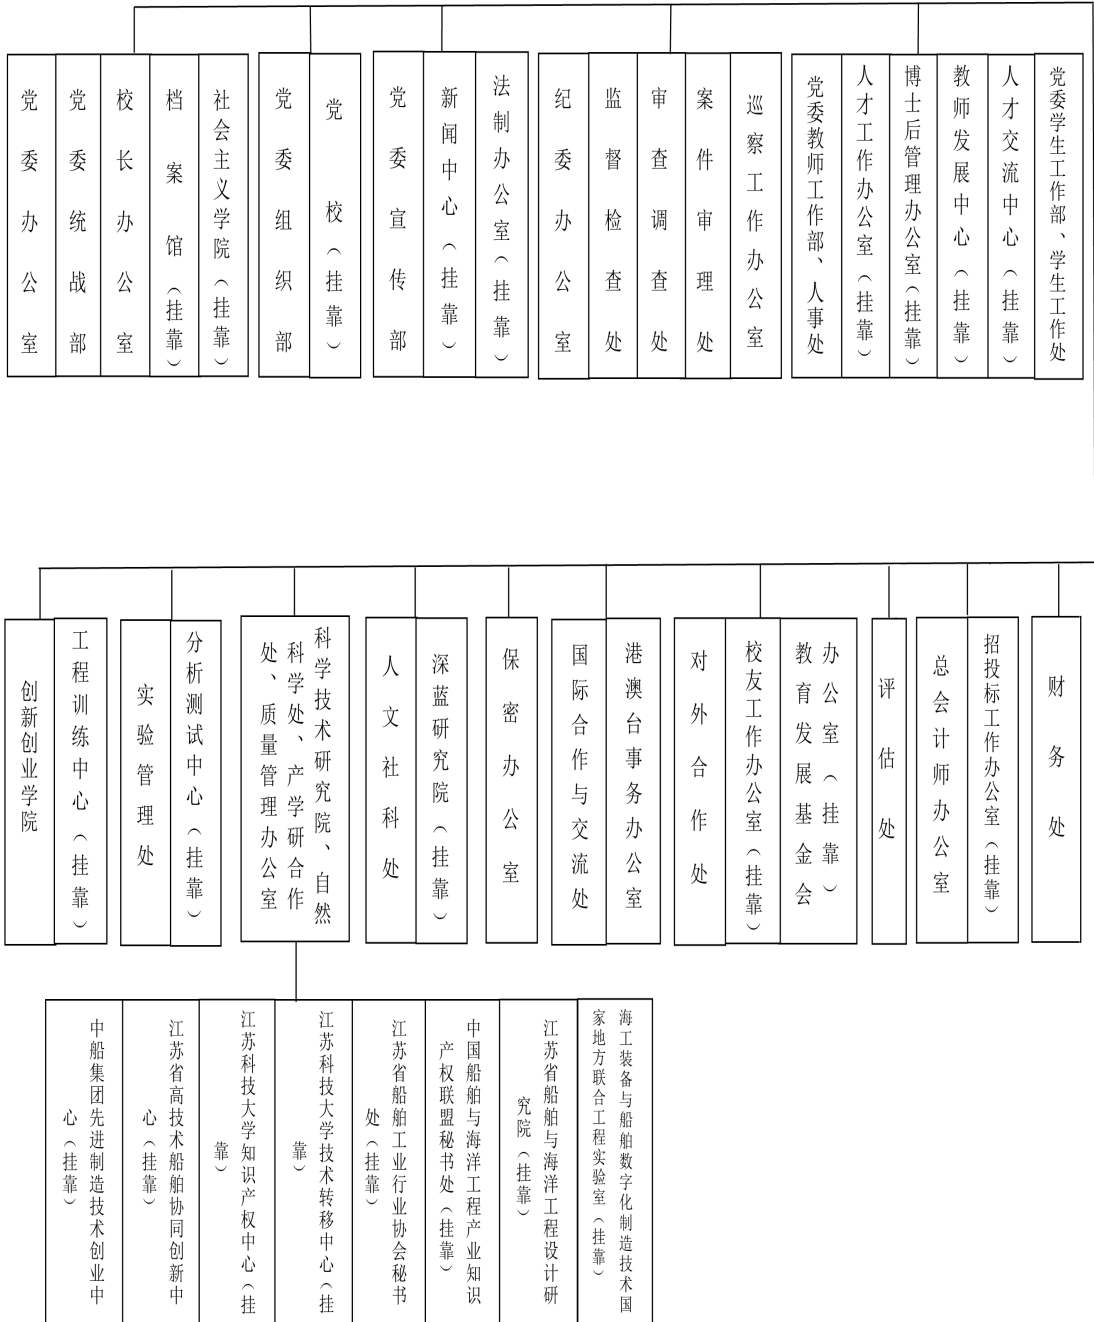 党委办公室
党委统战部
校长办公室
档案馆（挂靠）
社会主义学院（挂靠）
党委组织部
党校（挂靠）
党委宣传部
新闻中心（挂靠）
法制办公室（挂靠）
纪委办公室
监督检查处
审查调查处
案件审理处
巡察工作办公室
党委教师工作部、人事处
人才工作办公室（挂靠）
博士后管理办公室（挂靠）
教师发展中心（挂靠）
人才交流中心（挂靠）
党委学生工作部、学生工作处
创新创业学院
工程训练中心（挂靠）
实验管理处
分析测试中心（挂靠）
科学技术研究院、自然
科学处、产学研合作
处、质量管理办公室
人文社科处
深蓝研究院（挂靠）
保密办公室
国际合作与交流处
港澳台事务办公室
对外合作处
校友工作办公室（挂靠）
教育发展基金会
办公室（挂靠）
评估处
总会计师办公室
招投标工作办公室（挂靠）
财务处
中船集团先进制造技术创业中
心（挂靠）
江苏省高技术船舶协同创新中
心（挂靠）
江苏科技大学知识产权中心（挂
靠）
江苏科技大学技术转移中心（挂
靠）
江苏省船舶工业行业协会秘书
处（挂靠）
中国船舶与海洋工程产业知识
产权联盟秘书处（挂靠）
江苏省船舶与海洋工程设计研
究院（挂靠）
海工装备与船舶数字化制造技术国
家地方联合工程实验室（挂靠）